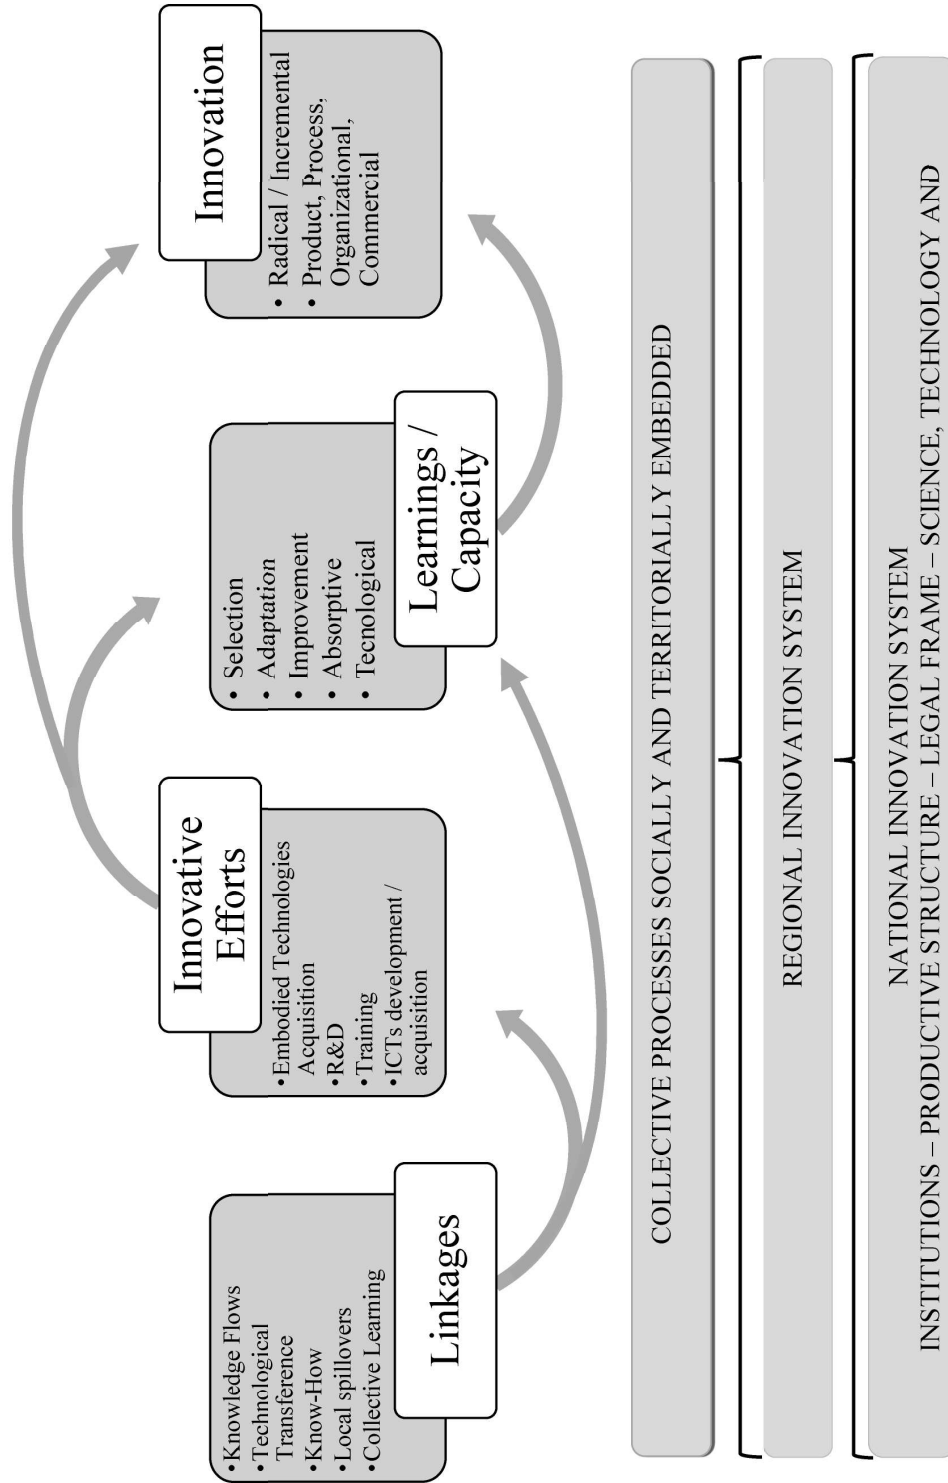 •Knowledge Flows
•Technological
Transference
•Know-How
•Local spillovers
•Collective Learning
Linkages
Innovative
Efforts
•Embodied Technologies
Acquisition
•R&D
•Training
•ICTs development /
acquisition
• Selection
• Adaptation
• Improvement
• Absorptive
• Tecnological
Learnings /
Capacity
Innovation
• Radical / Incremental
• Product, Process,
Organizational,
Commercial
COLLECTIVE PROCESSES SOCIALLY AND TERRITORIALLY EMBEDDED
REGIONAL INNOVATION SYSTEM
NATIONAL INNOVATION SYSTEM
INSTITUTIONS – PRODUCTIVE STRUCTURE – LEGAL FRAME – SCIENCE, TECHNOLOGY AND